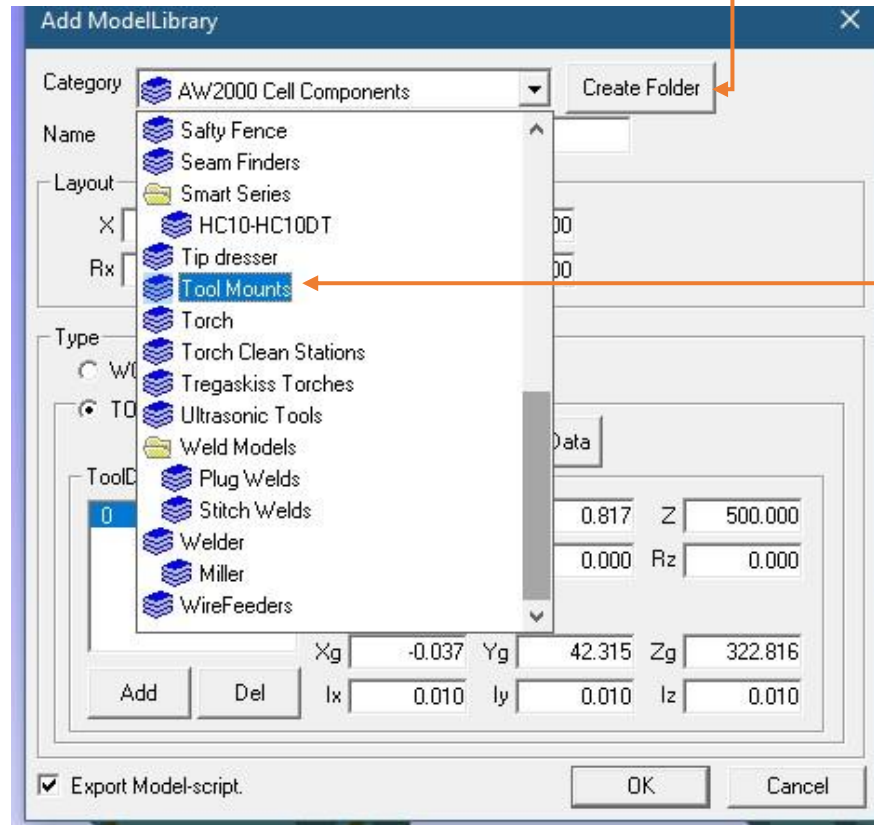 Add ModelLibrary
Category AW2000 Cell Components Create Folder
Name Safty Fence
Seam Finders
Layout Smart Series
X HC10-HC10DT 00
Rx Tip dresser 00
Tool Mounts
Torch
Type Torch Clean Stations
Tregaskiss Torches
TO Ultrasonic Tools
Weld Models Data
ToolD Plug Welds
0 Stitch Welds 0.817 Z 500.000
Welder 0.000 Rz 0.000
Miller
WireFeeders
Xg -0.037 Yg 42.315 Zg 322.816
Add Del Ix 0.010 Iy 0.010 Iz 0.010
Export Model-script. OK Cancel